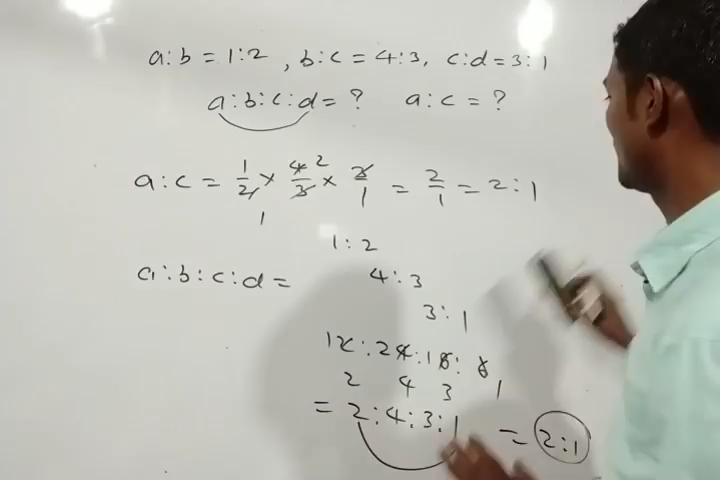 a:b = 1:2 , b:c = 4:3, c:d = 3:1
a:b:c:d = ? a:c = ?
a:c = 1/2 × 4/3 × 3/1 = 2/1 = 2:1
2
1
1:2
a:b:c:d = 4:3
3:1
12:24:18:6
2 4 3 1
= 2:4:3:1 = 2:1